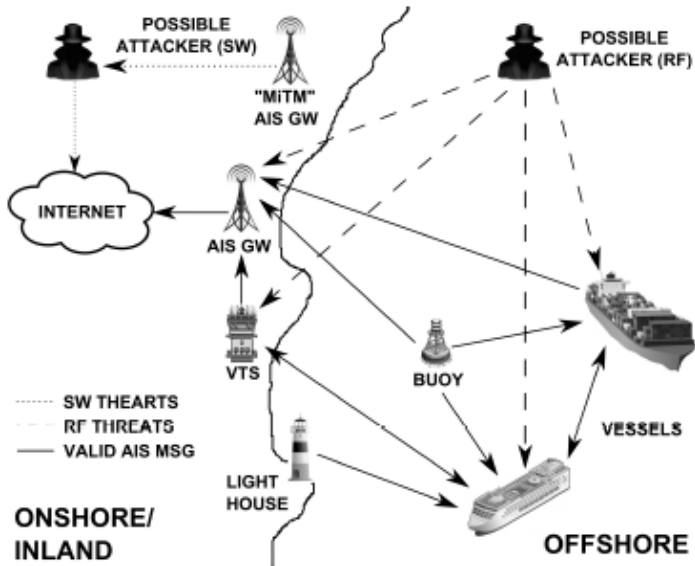 POSSIBLE
ATTACKER (SW)
POSSIBLE
ATTACKER (RF)
"MiTM"
AIS GW
INTERNET
AIS GW
VTS
BUOY
SW THEARTS
RF THREATS
VALID AIS MSG
VESSELS
LIGHT
HOUSE
ONSHORE/
INLAND
OFFSHORE